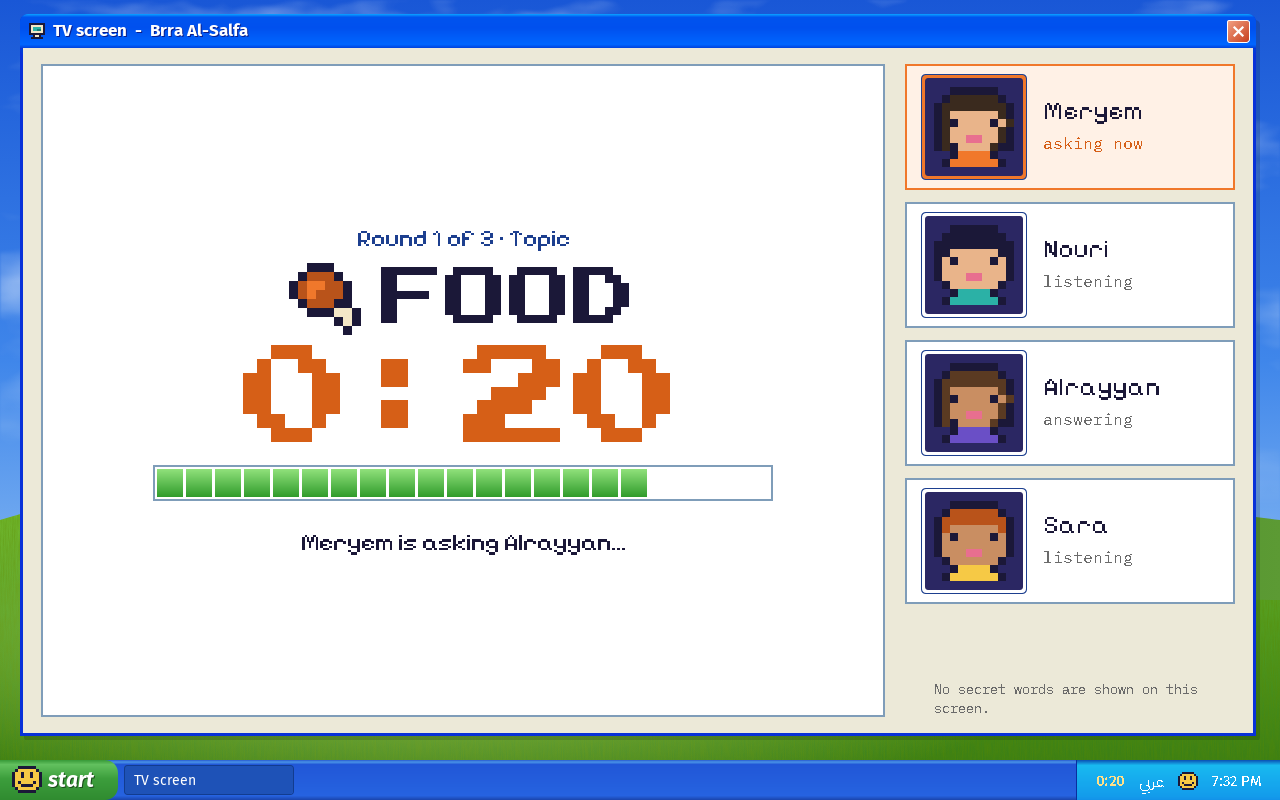 TV screen - Brra Al-Salfa
Round 1 of 3 · Topic
FOOD
0:20
Meryem is asking Alrayyan...
Meryem
asking now
Nouri
listening
Alrayyan
answering
Sara
listening
No secret words are shown on this
screen.
start
TV screen
0:20
عربي
7:32 PM